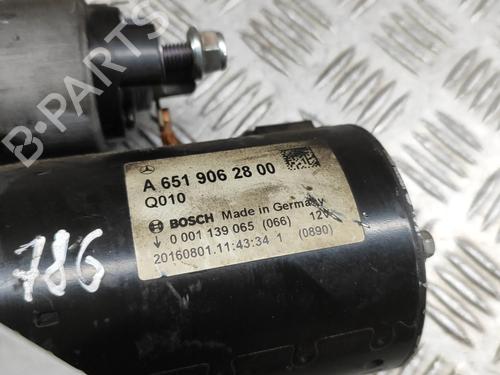 B-PARTS
A 651 906 28 00
Q010
BOSCH Made in Germany
0 001 139 065 (066) 12V
20160801.11:43:34 1 (0890)
786